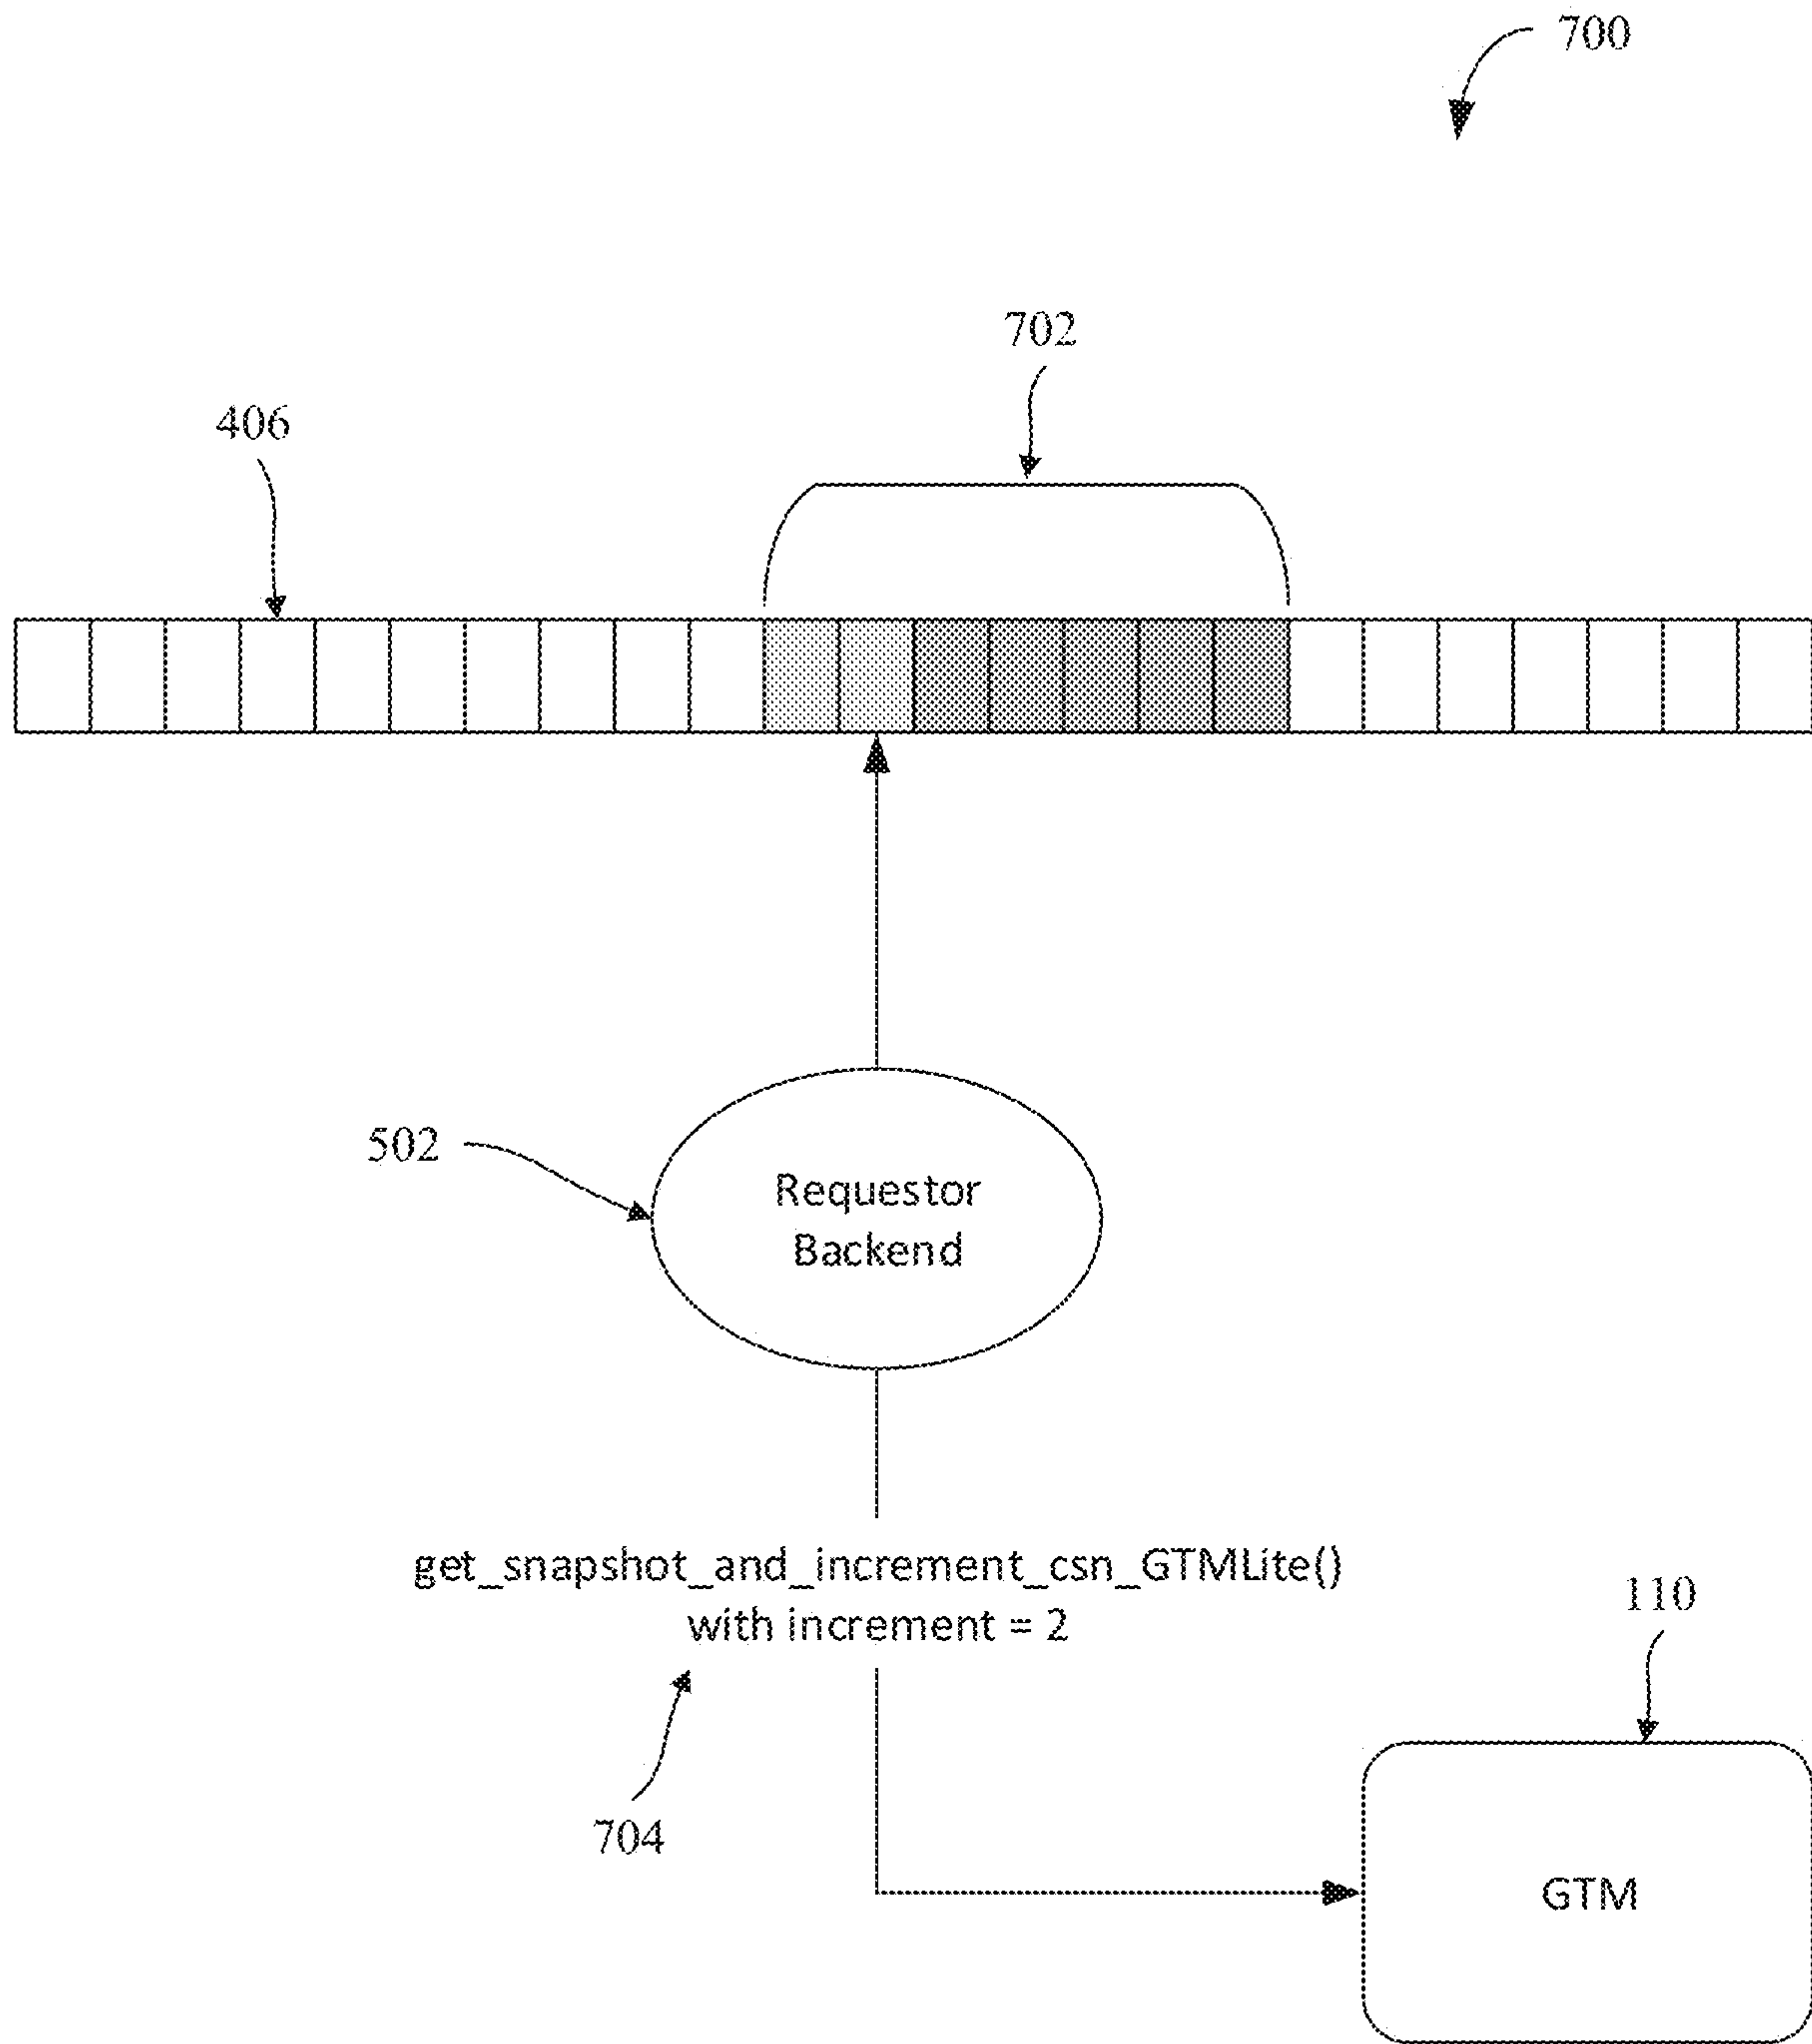 700
702
406
502
Requestor
Backend
get_snapshot_and_increment_csn_GTMLite()
with increment = 2
110
704
GTM